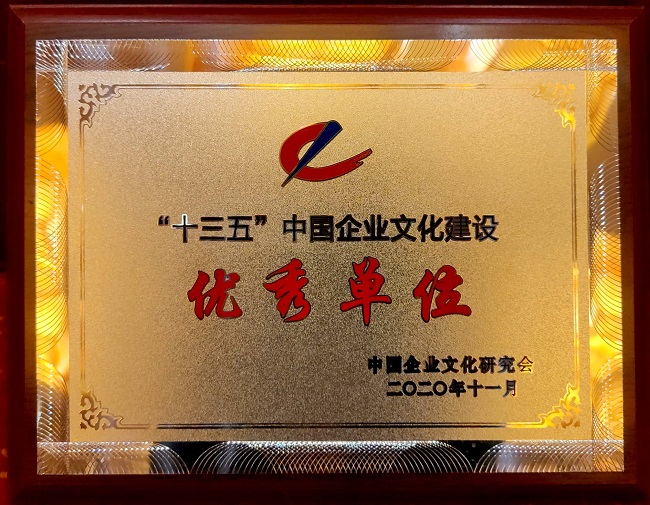 “十三五”中国企业文化建设
优秀单位
中国企业文化研究会
二〇二〇年十一月